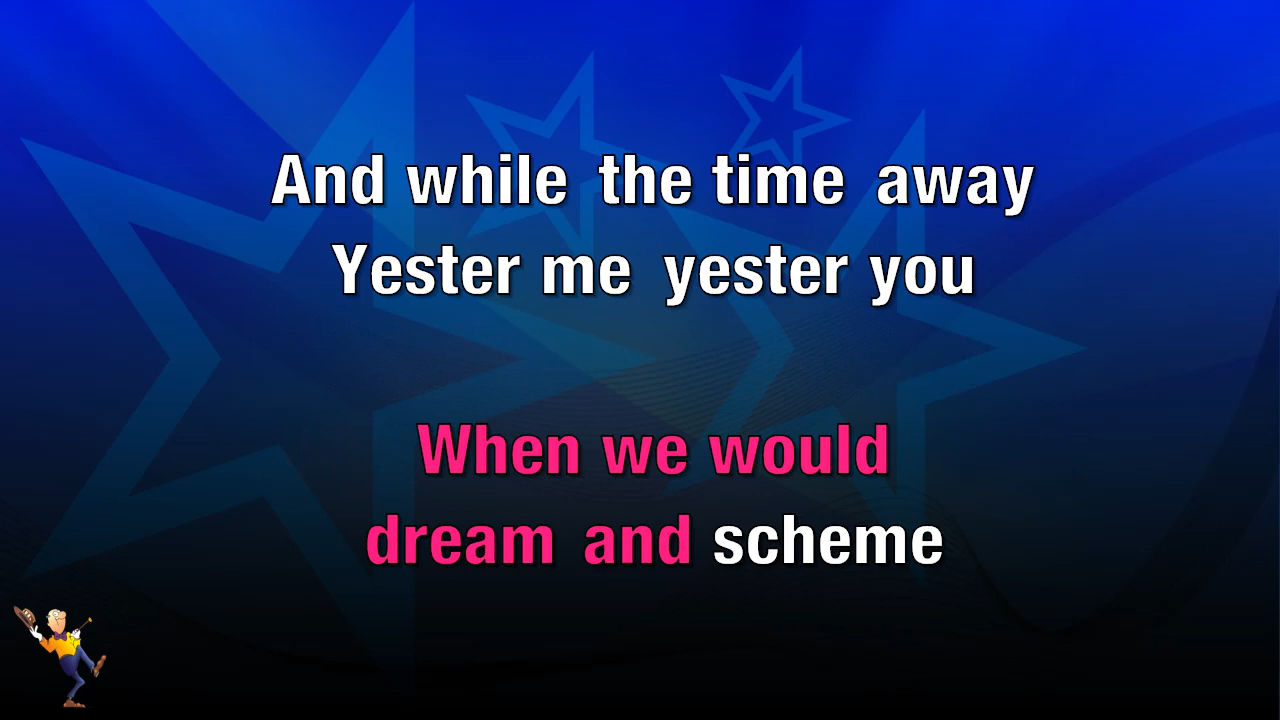 And while the time away
Yester me yester you
When we would
dream and scheme